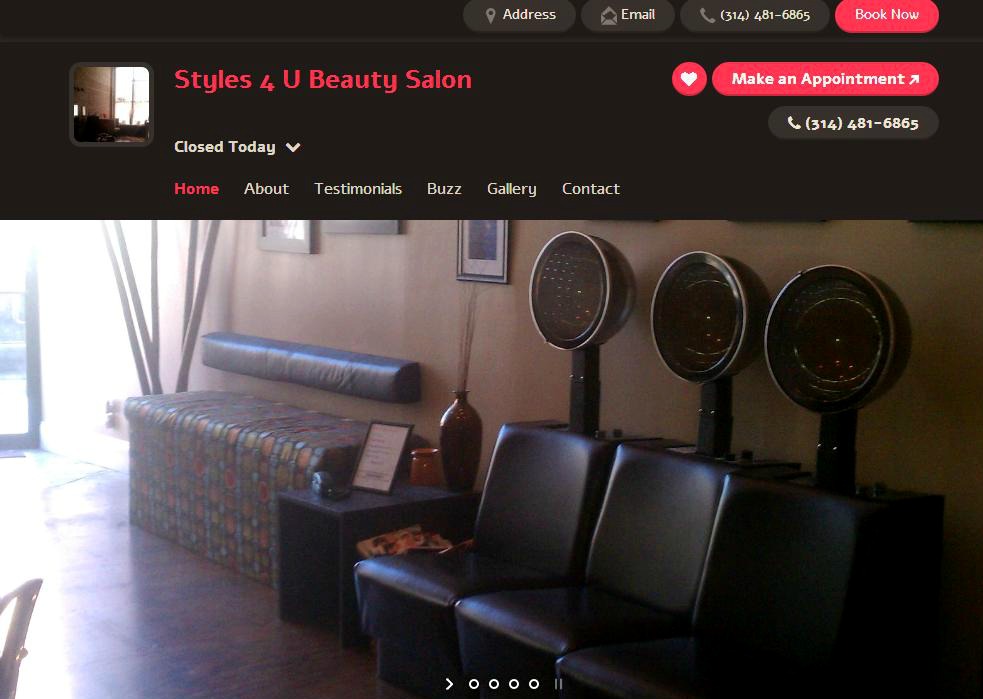 Address
Email
(314) 481-6865
Book Now
Styles 4 U Beauty Salon
Make an Appointment
(314) 481-6865
Closed Today
Home
About
Testimonials
Buzz
Gallery
Contact